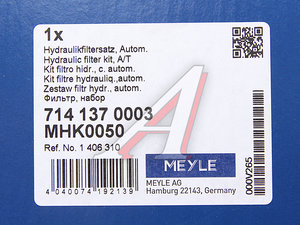 1x
Hydraulikfiltersatz, Autom.
Hydraulic filter kit, A/T
Kit filtro hidr., c. autom.
Kit filtre hydrauliq.,autom.
Zestaw filtr hydr., autom.
Фильтр, набор
714 137 0003
MHK0050
Ref. No. 1 406 310
MEYLE
MEYLE AG
Hamburg 22143, Germany
4 040074 192139
000V265